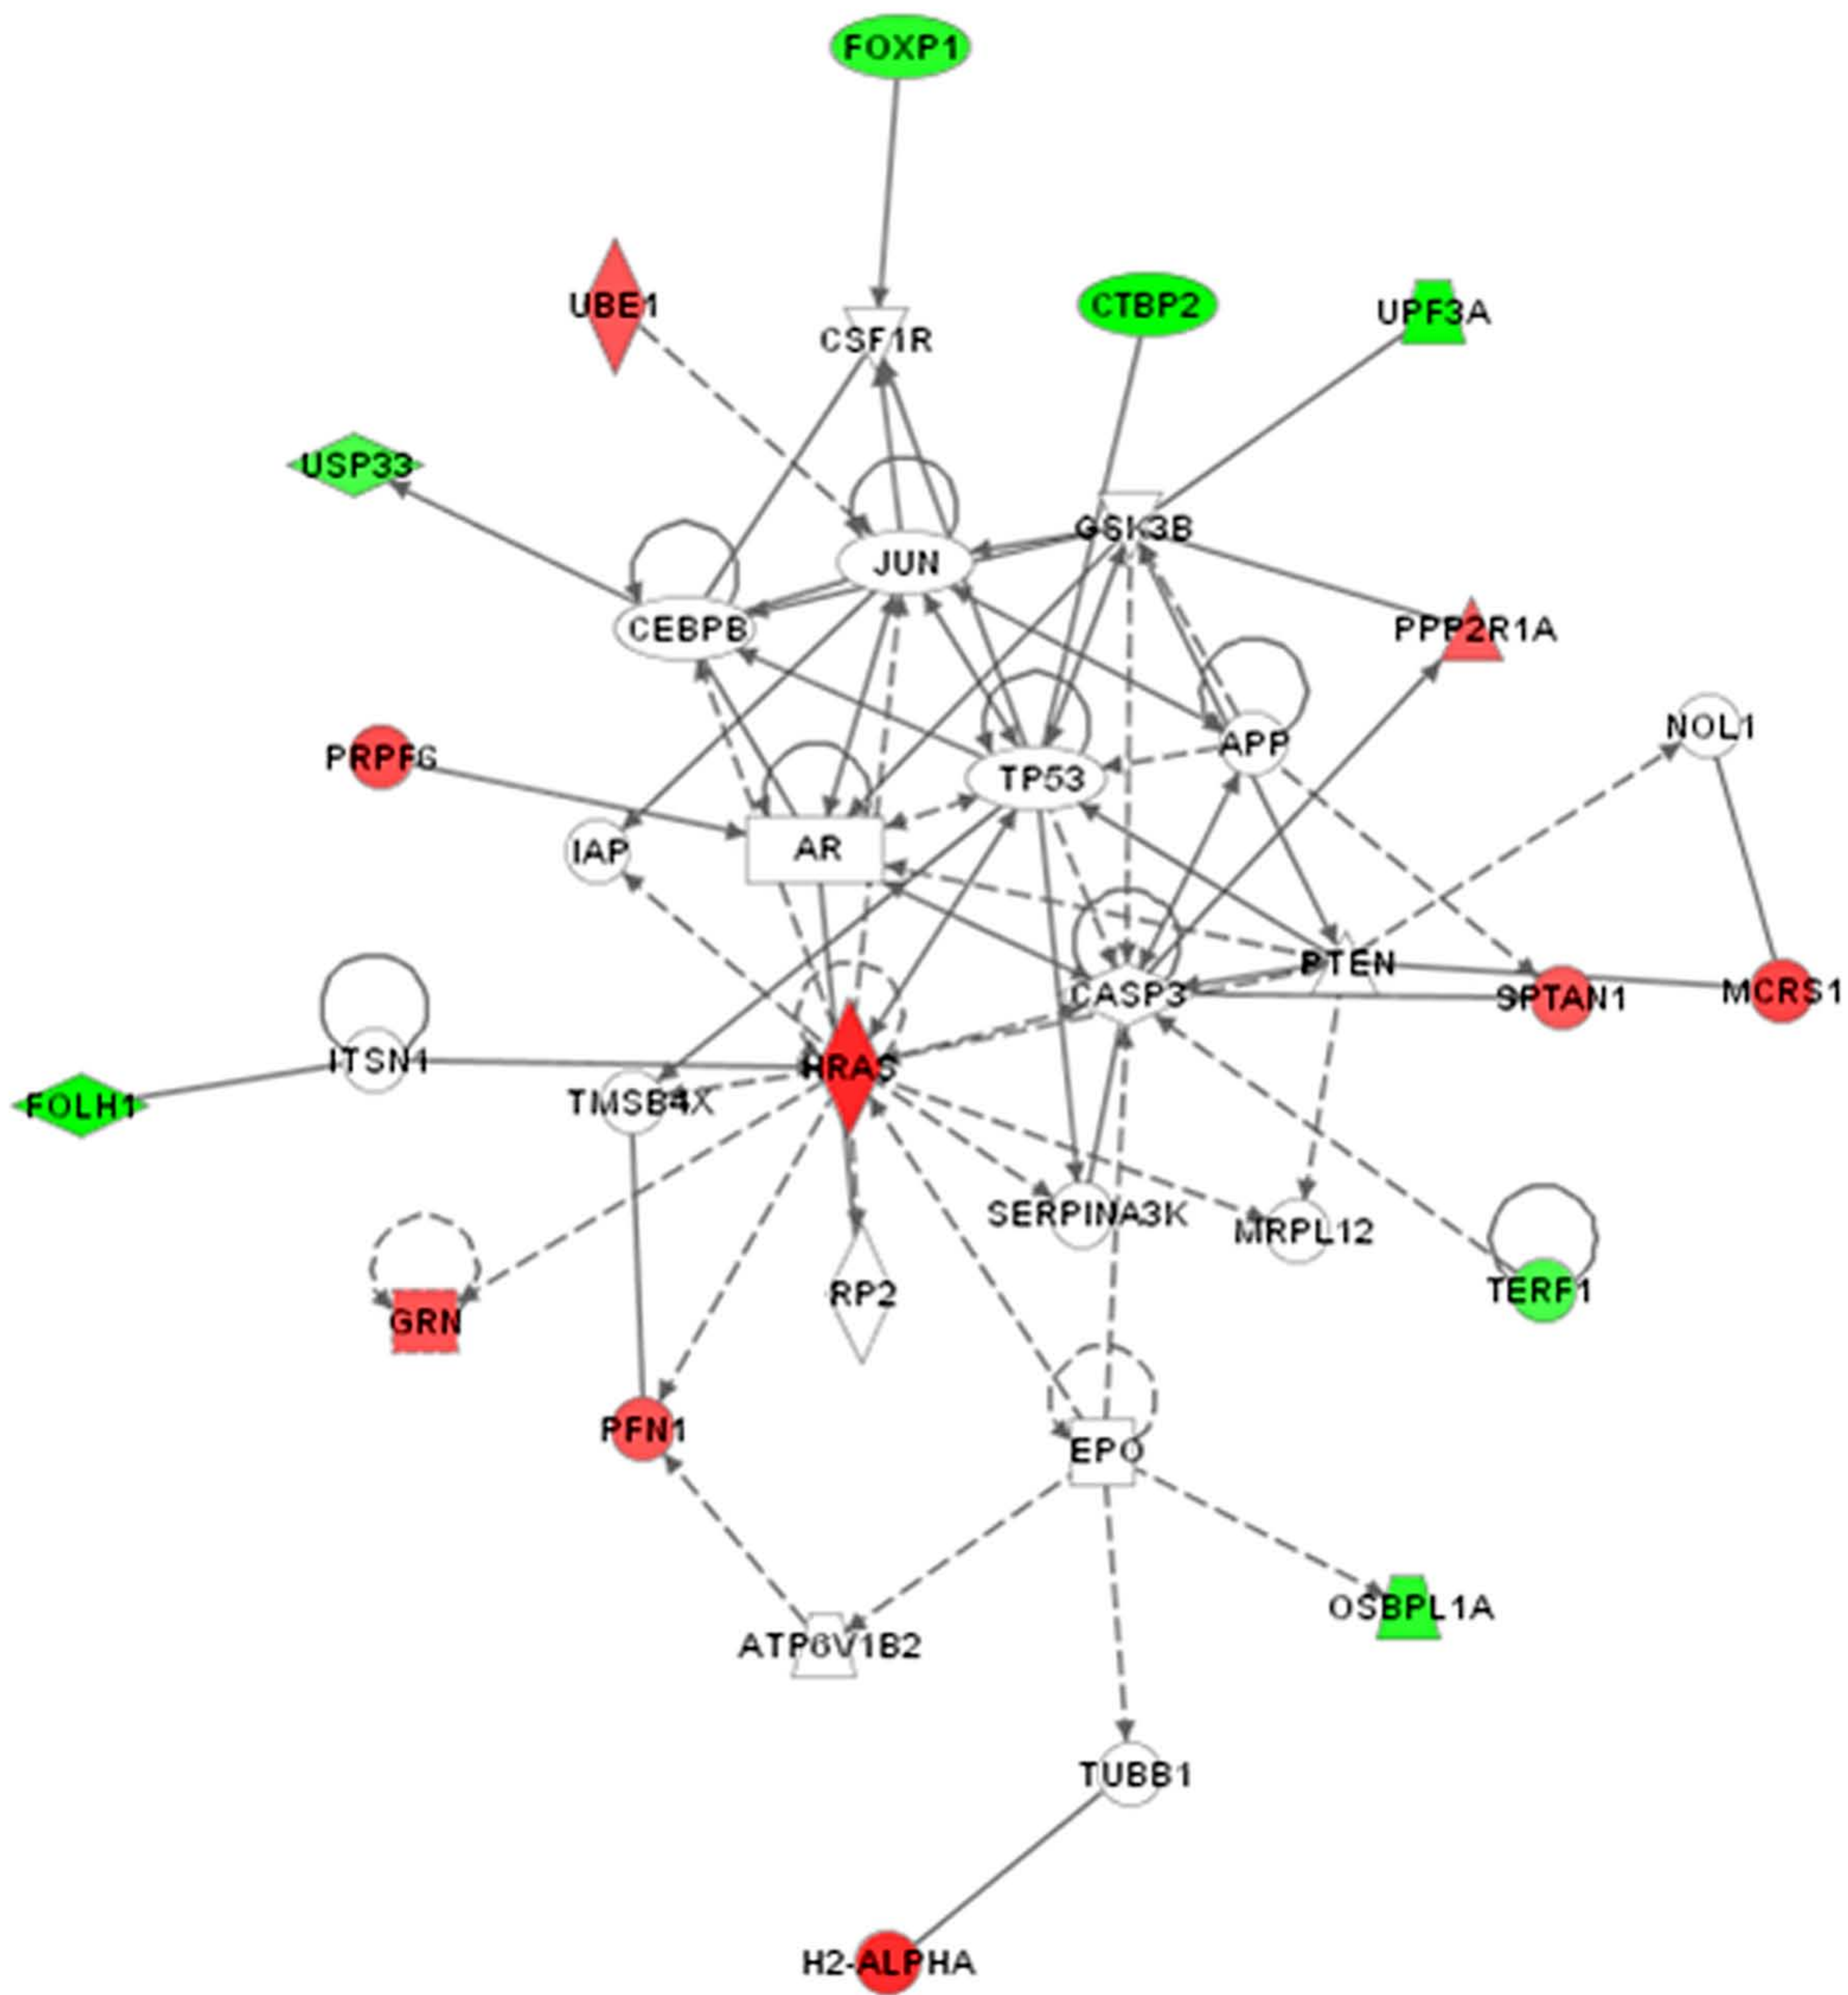 FOXP1
UBE1
CTBP2
UPF3A
CSF1R
USP33
GSK3B
JUN
CEBPB
PPP2R1A
NOL1
APP
PRPF6
TP53
IAP
AR
PTEN
CASP3
SPTAN1
MCRS1
ITSN1
HRAS
FOLH1
TMSB4X
SERPINA3K
MRPL12
RP2
TERF1
GRN
PFN1
EPO
OSBPL1A
ATP6V1B2
TUBB1
H2-ALPHA